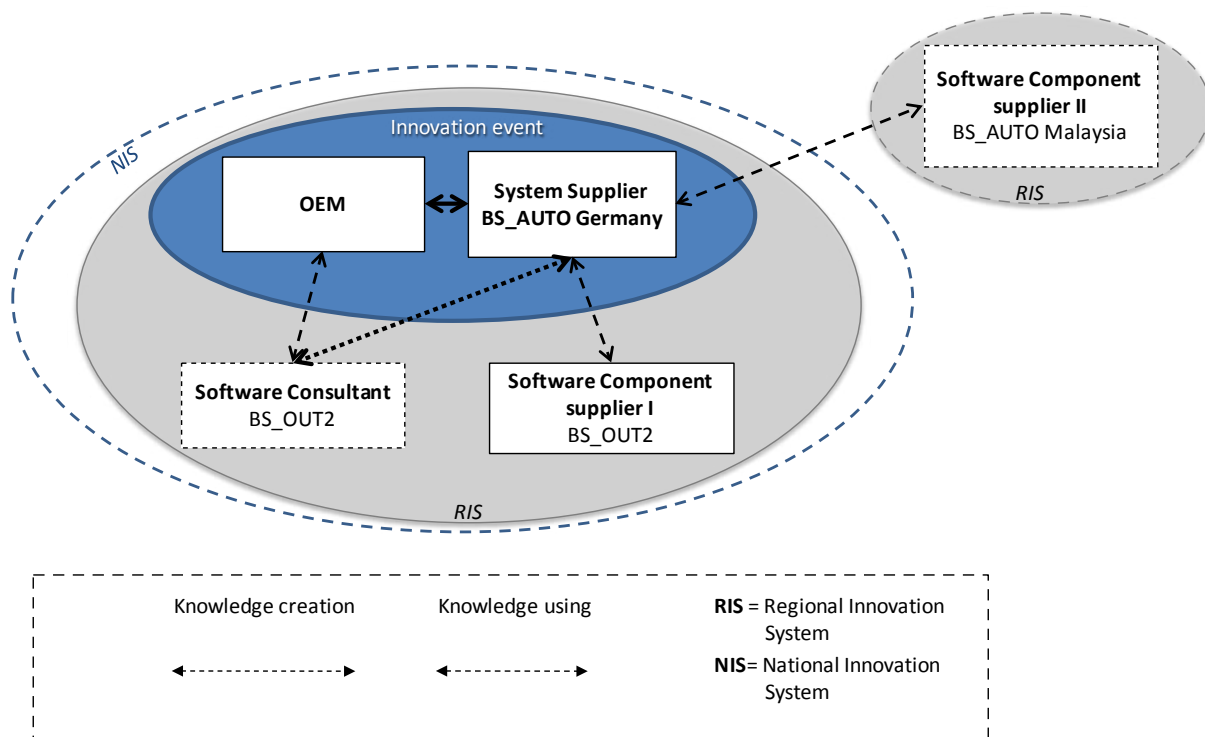 Innovation event
NIS
OEM
System Supplier
BS_AUTO Germany
Software Component
supplier II
BS_AUTO Malaysia
RIS
Software Consultant
BS_OUT2
Software Component
supplier I
BS_OUT2
RIS
Knowledge creation
Knowledge using
RIS = Regional Innovation
System
NIS= National Innovation
System